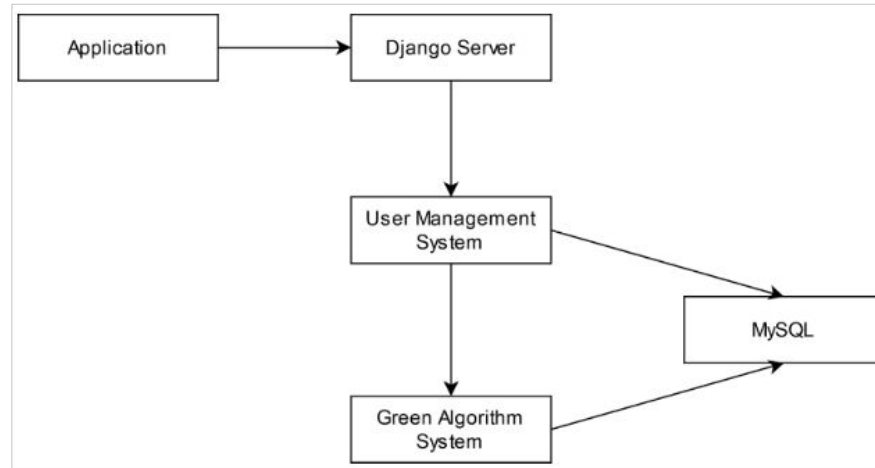 Application
Django Server
User Management
System
MySQL
Green Algorithm
System